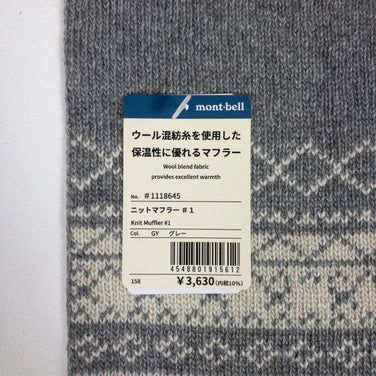 mont·bell
ウール混紡糸を使用した
保温性に優れるマフラー
Wool blend fabric
provides excellent warmth
No. #1118645
ニットマフラー #1
Knit Muffler #1
Col. GY グレー
4548801915612
158 ¥3,630(内税10%)